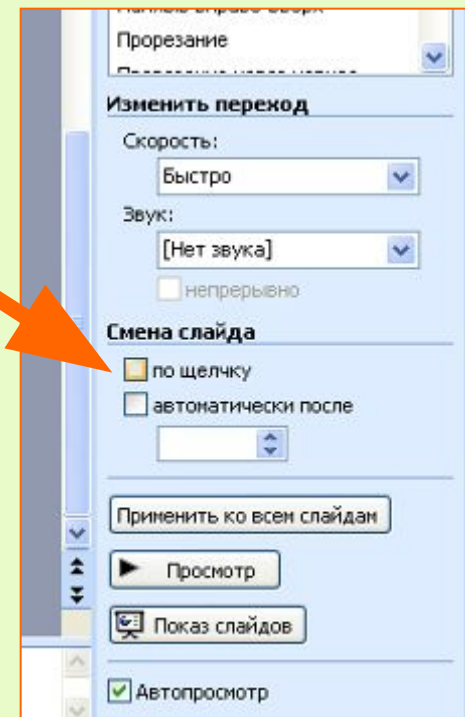 Прорезание
Изменить переход
Скорость:
Быстро
Звук:
[Нет звука]
непрерывно
Смена слайда
по щелчку
автоматически после
Применить ко всем слайдам
Просмотр
Показ слайдов
Автопросмотр